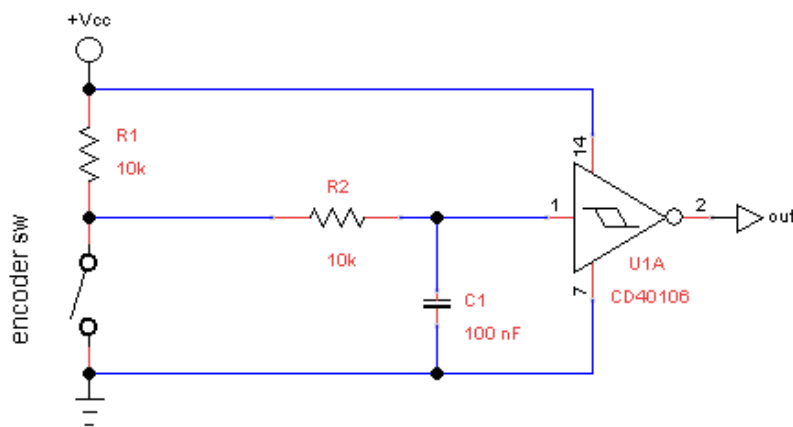 +Vcc
R1
10k
14
R2
10k
1
2
out
U1A
CD40106
7
C1
100 nF
encoder sw